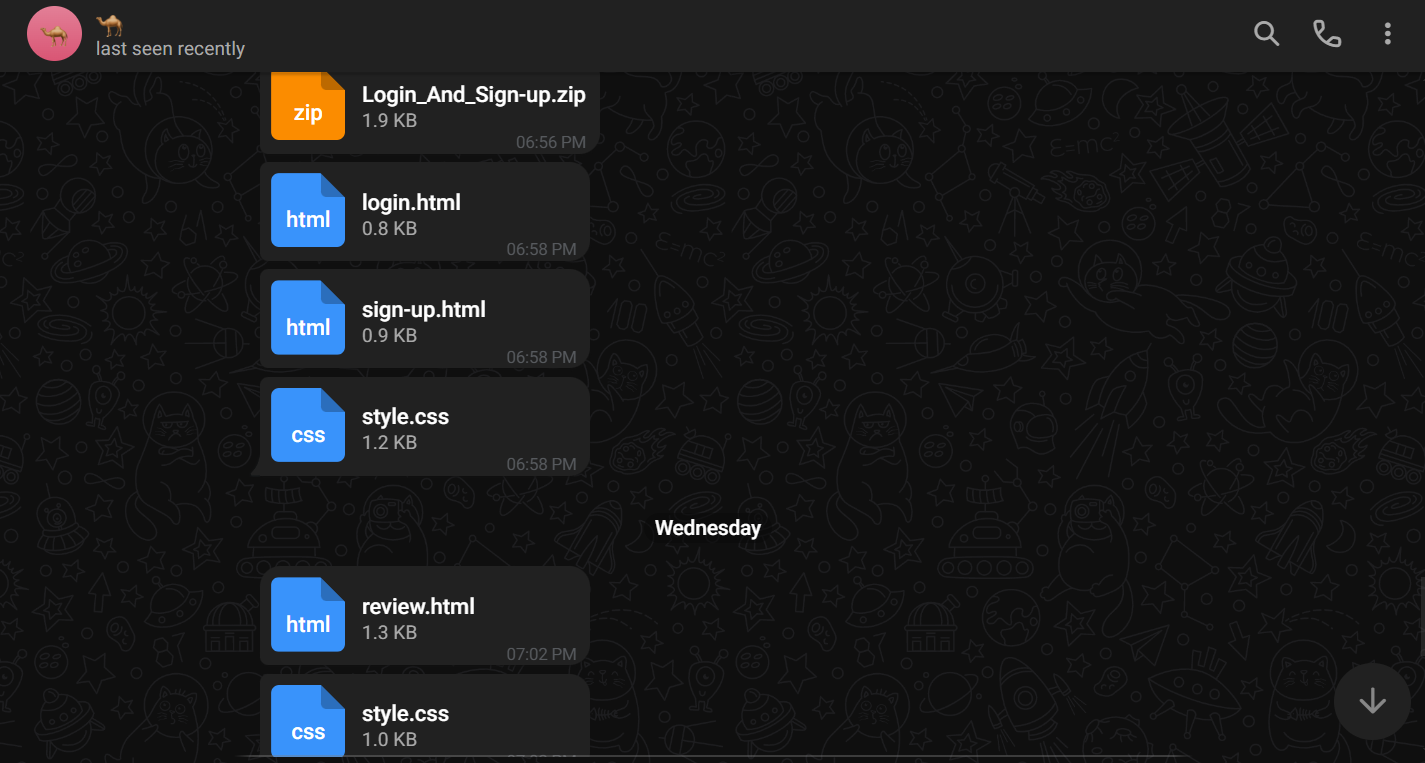 last seen recently
zip
Login_And_Sign-up.zip
1.9 KB
06:56 PM
html
login.html
0.8 KB
06:58 PM
html
sign-up.html
0.9 KB
06:58 PM
css
style.css
1.2 KB
06:58 PM
Wednesday
html
review.html
1.3 KB
07:02 PM
css
style.css
1.0 KB